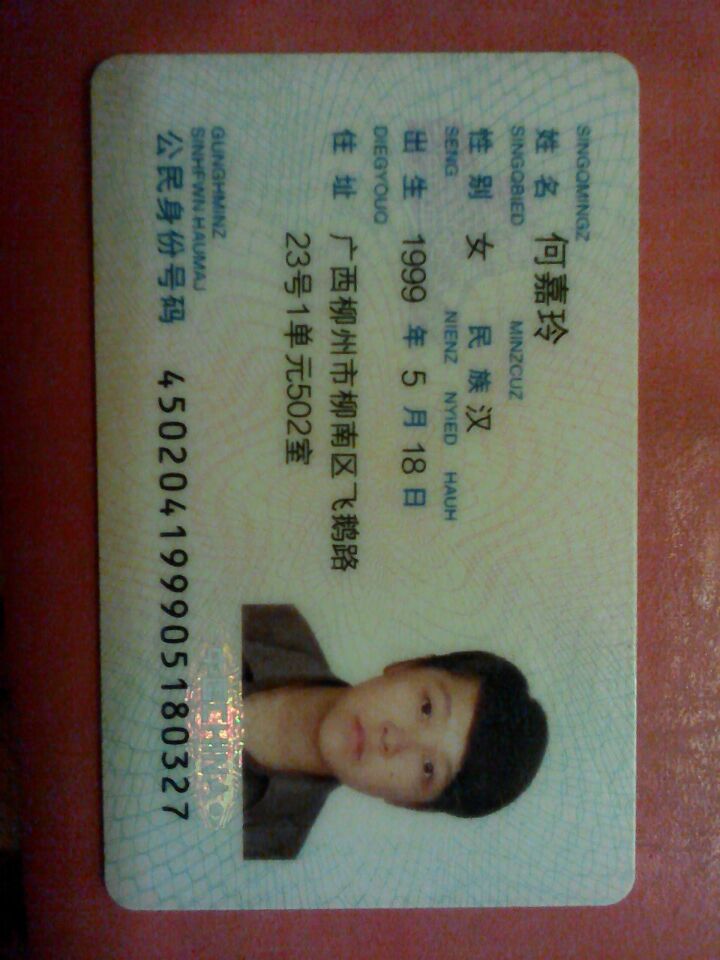 SINGQMINGZ
姓名 何嘉玲
SINGQBIED MINZCUZ
性别 女 民族 汉
SENG NIENZ NYIED HAUH
出生 1999 年 5 月 18 日
DIEGYOUQ
住址 广西柳州市柳南区飞鹅路
23号1单元502室
GUNGHMINZ
SINHFWN HAUMAJ
公民身份号码 450204199905180327